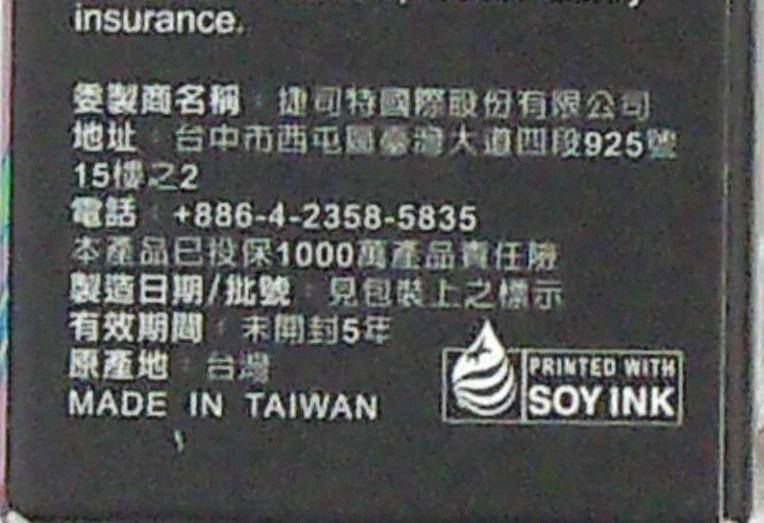 insurance.
委製商名稱：捷司特國際股份有限公司
地址：台中市西屯區臺灣大道四段925號
15樓之2
電話：+886-4-2358-5835
本產品已投保1000萬產品責任險
製造日期/批號：見包裝上之標示
有效期間：未開封5年
原產地：台灣
MADE IN TAIWAN
PRINTED WITH
SOY INK